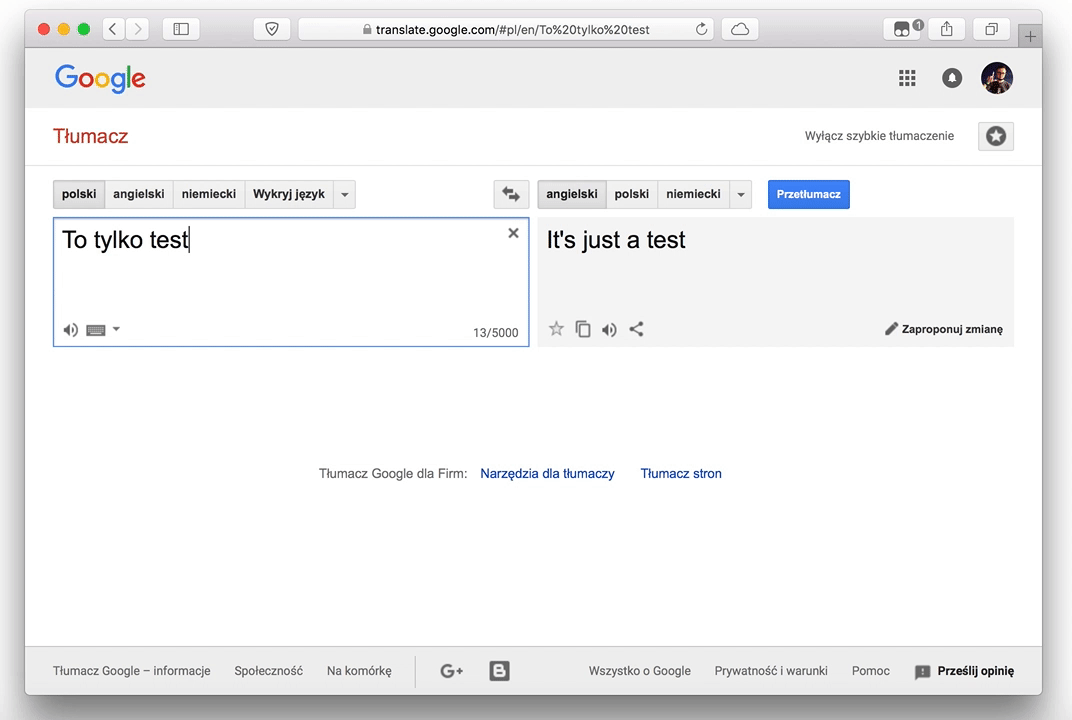 translate.google.com/#pl/en/To%20tylko%20test
1
Google
Tłumacz
Wyłącz szybkie tłumaczenie
polski angielski niemiecki Wykryj język
angielski polski niemiecki Przetłumacz
To tylko test
It's just a test
13/5000
Zaproponuj zmianę
Tłumacz Google dla Firm: Narzędzia dla tłumaczy Tłumacz stron
Tłumacz Google – informacje Społeczność Na komórkę G+ Wszystko o Google Prywatność i warunki Pomoc Prześlij opinię